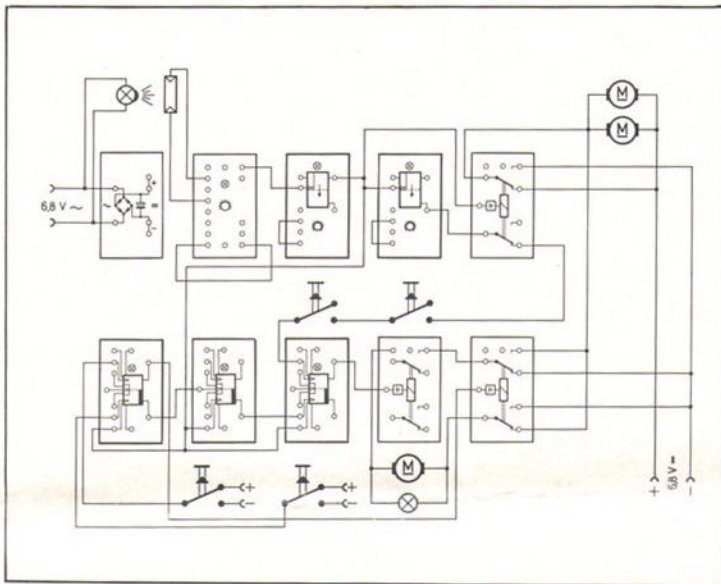 M
M
+
-
6,8 V ~
~
=
M
+
-
+
-
+
6,8 V =
-